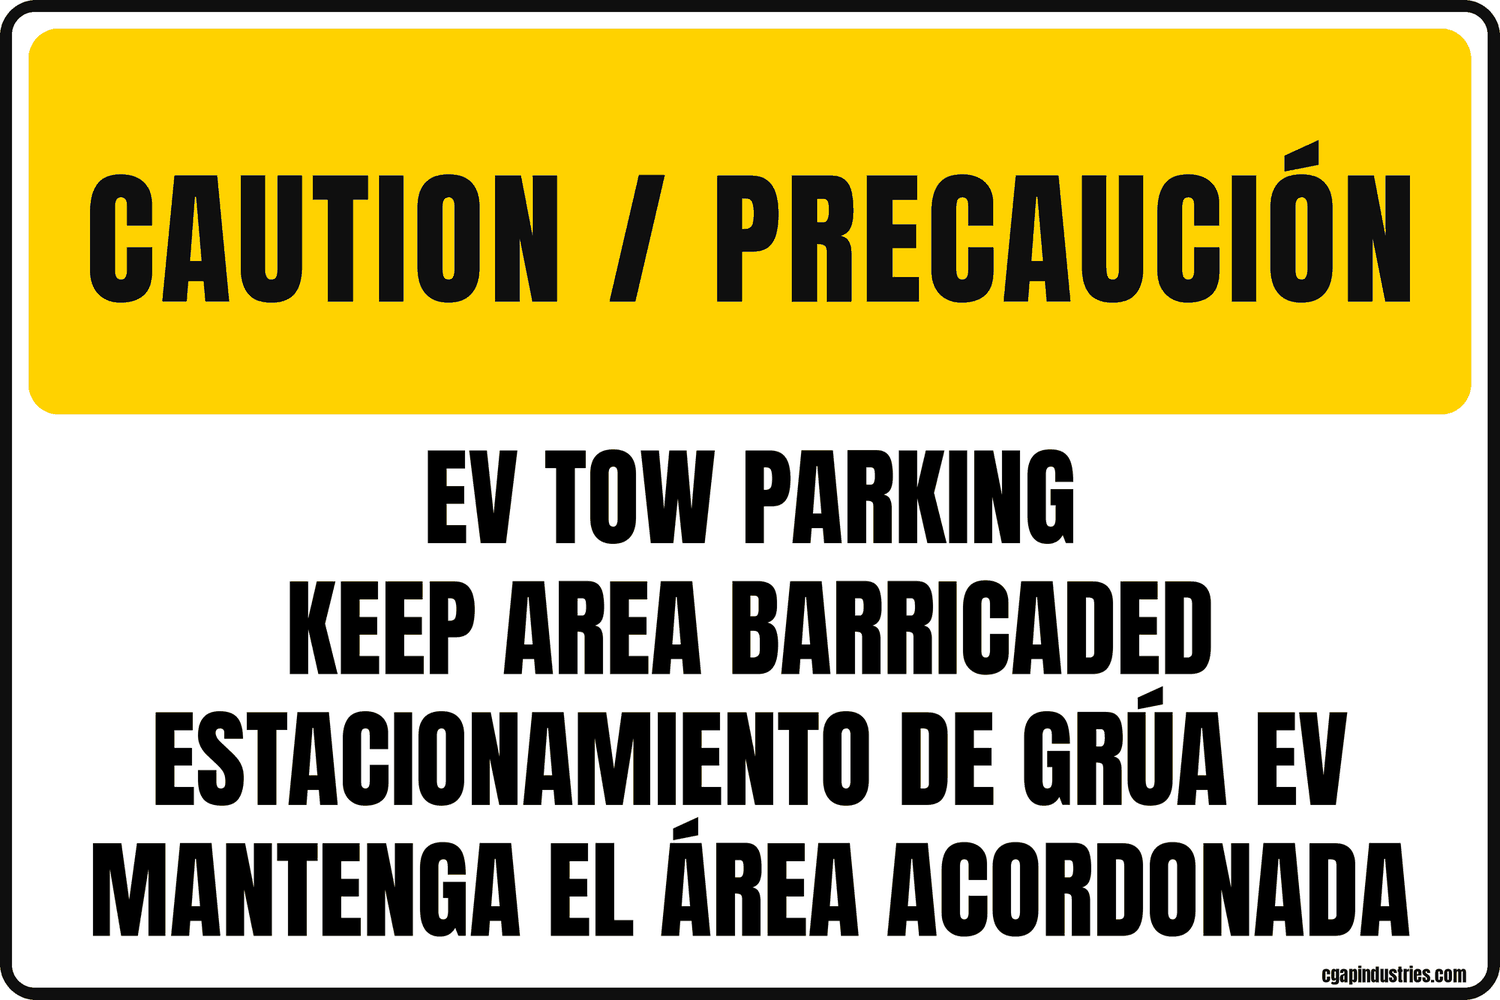 CAUTION / PRECAUCIÓN
EV TOW PARKING
KEEP AREA BARRICADED
ESTACIONAMIENTO DE GRÚA EV
MANTENGA EL ÁREA ACORDONADA
cgapindustries.com